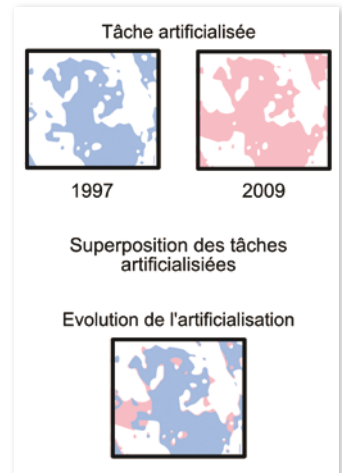 Tâche artificialisée
1997 2009
Superposition des tâches
artificialisiées
Evolution de l'artificialisation